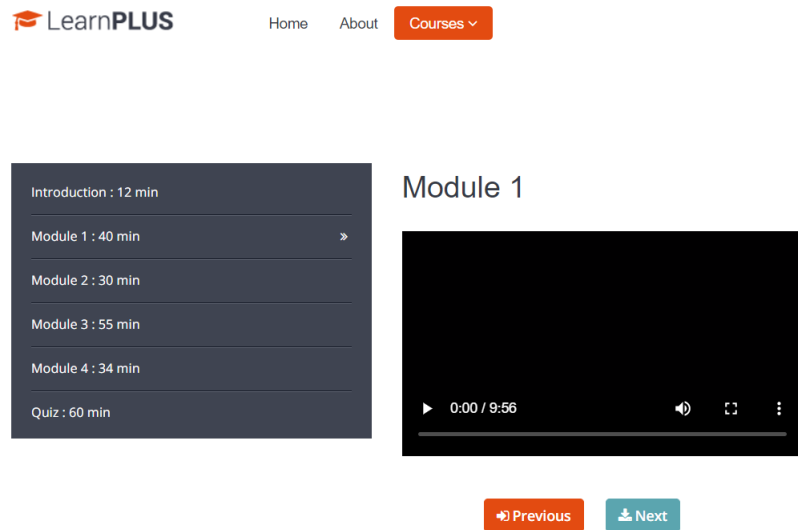 LearnPLUS
Home About Courses
Introduction : 12 min
Module 1 : 40 min
Module 2 : 30 min
Module 3 : 55 min
Module 4 : 34 min
Quiz : 60 min
Module 1
0:00 / 9:56
Previous Next